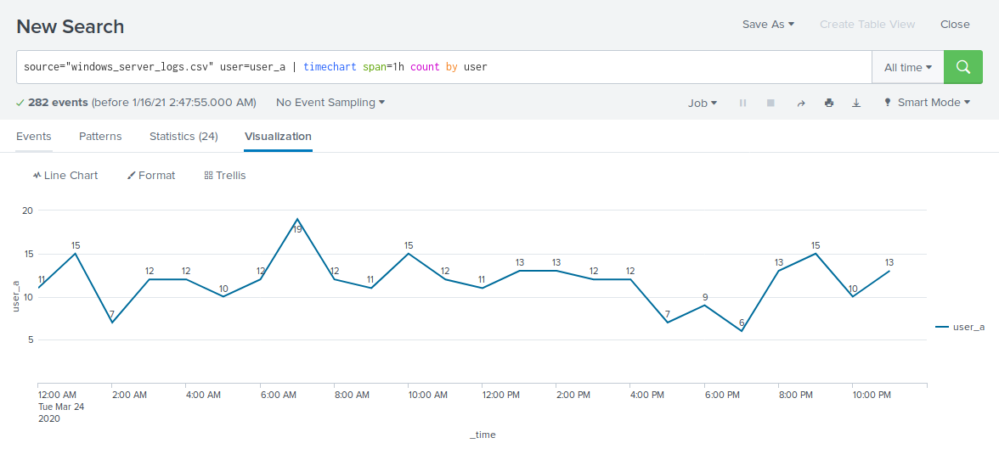 New Search
Save As Create Table View Close
source="windows_server_logs.csv" user=user_a | timechart span=1h count by user
All time
282 events (before 1/16/21 2:47:55.000 AM) No Event Sampling
Job Smart Mode
Events Patterns Statistics (24) Visualization
Line Chart Format Trellis
20
15
10
5
user_a
11 15 7 12 12 10 12 19 12 11 15 12 11 13 13 12 12 7 9 6 13 15 10 13
user_a
12:00 AM 2:00 AM 4:00 AM 6:00 AM 8:00 AM 10:00 AM 12:00 PM 2:00 PM 4:00 PM 6:00 PM 8:00 PM 10:00 PM
Tue Mar 24
2020
_time